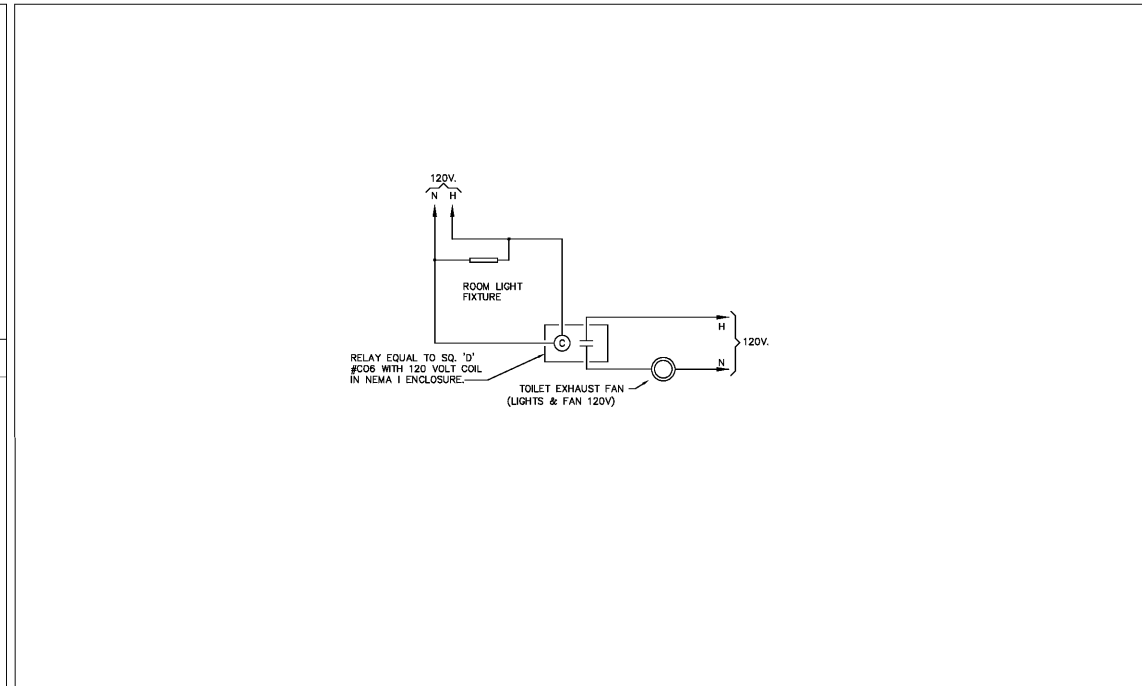 120V.
N H
ROOM LIGHT
FIXTURE
H
120V.
C
N
RELAY EQUAL TO SQ. 'D'
#CO6 WITH 120 VOLT COIL
IN NEMA I ENCLOSURE.
TOILET EXHAUST FAN
(LIGHTS & FAN 120V)